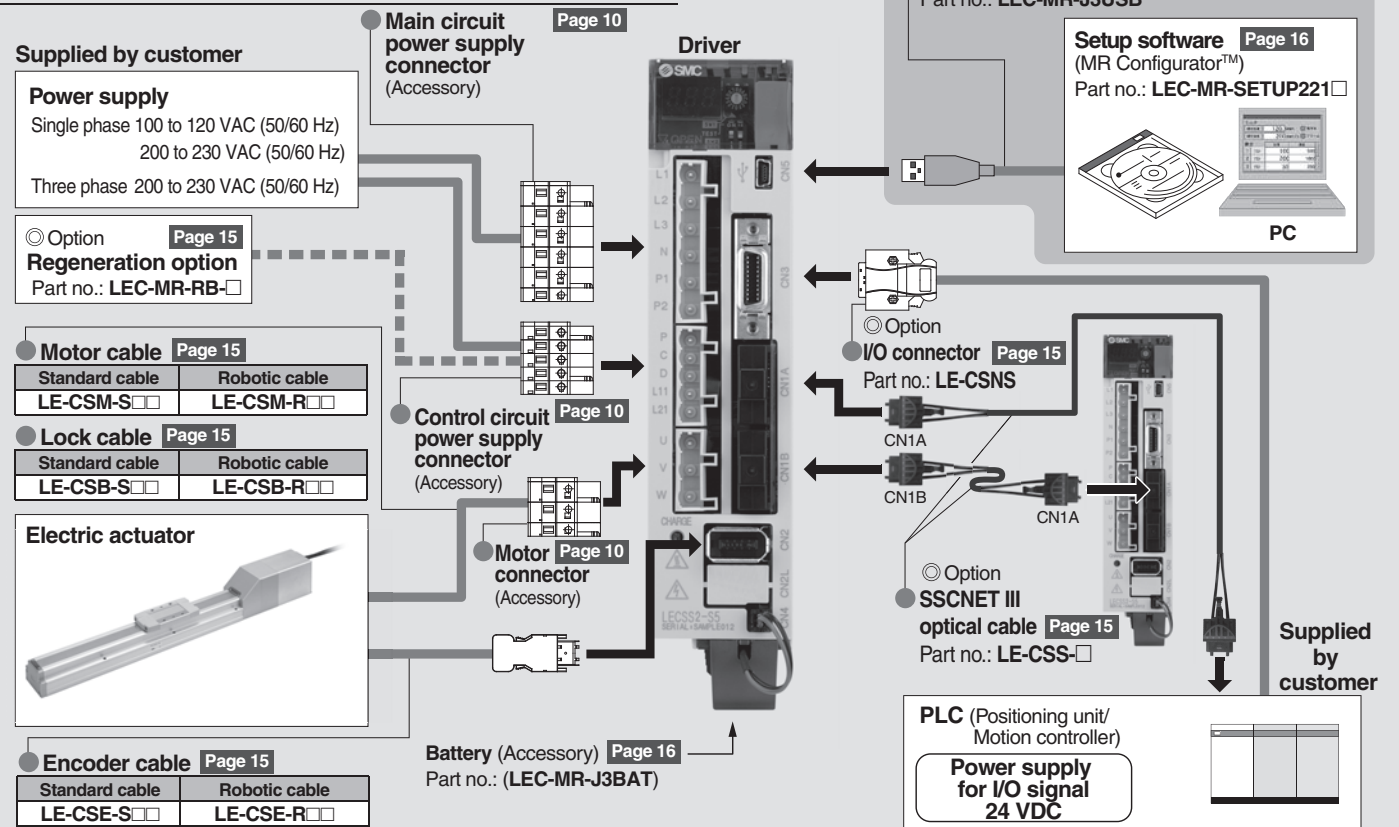 Part no.: LEC-MR-J3USB
Main circuit
power supply
connector
(Accessory)
Page 10
Supplied by customer
Power supply
Single phase 100 to 120 VAC (50/60 Hz)
200 to 230 VAC (50/60 Hz)
Three phase 200 to 230 VAC (50/60 Hz)
◎ Option
Page 15
Regeneration option
Part no.: LEC-MR-RB-□
Motor cable Page 15
Standard cable Robotic cable
LE-CSM-S□□ LE-CSM-R□□
Lock cable Page 15
Standard cable Robotic cable
LE-CSB-S□□ LE-CSB-R□□
Electric actuator
Encoder cable Page 15
Standard cable Robotic cable
LE-CSE-S□□ LE-CSE-R□□
Control circuit Page 10
power supply
connector
(Accessory)
Motor Page 10
connector
(Accessory)
Battery (Accessory) Page 16
Part no.: (LEC-MR-J3BAT)
Driver
SMC
L1
L2
L3
N
P1
P2
P
C
D
L11
L21
U
V
W
CHARGE
CN5
CN3
CN1A
CN1B
CN2
CN2L
CN4
LECSS2-S5
Setup software Page 16
(MR Configurator™)
Part no.: LEC-MR-SETUP221□
PC
◎ Option
I/O connector Page 15
Part no.: LE-CSNS
CN1A
CN1B
CN1A
SMC
◎ Option
SSCNET III
optical cable Page 15
Part no.: LE-CSS-□
Supplied
by
customer
PLC (Positioning unit/
Motion controller)
Power supply
for I/O signal
24 VDC